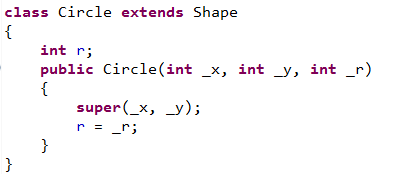 class Circle extends Shape
{
    int r;
    public Circle(int _x, int _y, int _r)
    {
        super(_x, _y);
        r = _r;
    }
}